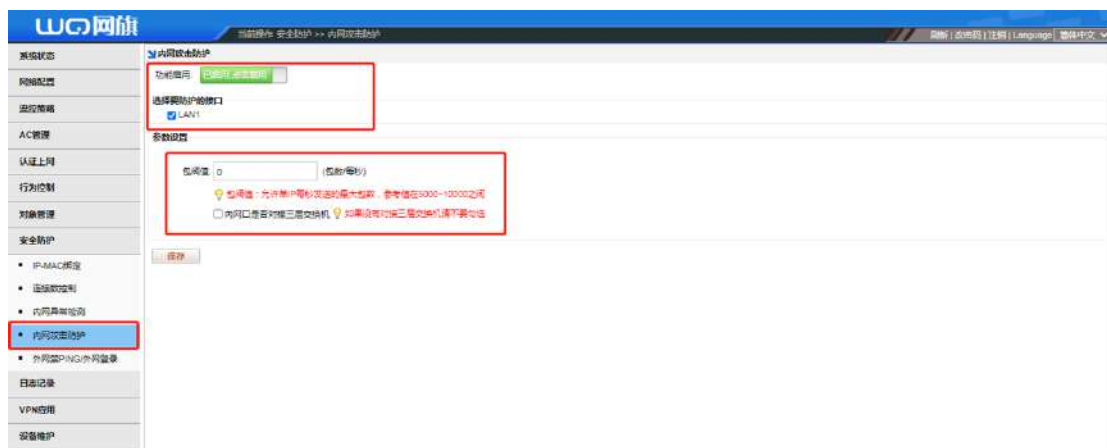 WQ网旗
当前操作 安全防护 >> 内网攻击防护
刷新 | 改密码 | 注销 | Language 简体中文
系统状态
网络配置
流控策略
AC管理
认证上网
行为控制
对象管理
安全防护
IP-MAC绑定
连接数控制
内网异常检测
内网攻击防护
外网禁PING/外网登录
日志记录
VPN应用
设备维护
内网攻击防护
功能启用: 已启用,点击禁用
选择要防护的接口
LAN1
参数设置
包阈值: 0 (包数/每秒)
包阈值:允许单IP每秒发送的最大包数,参考值在5000~10000之间
内网口是否对接三层交换机 如果没有对接三层交换机请不要勾选
保存